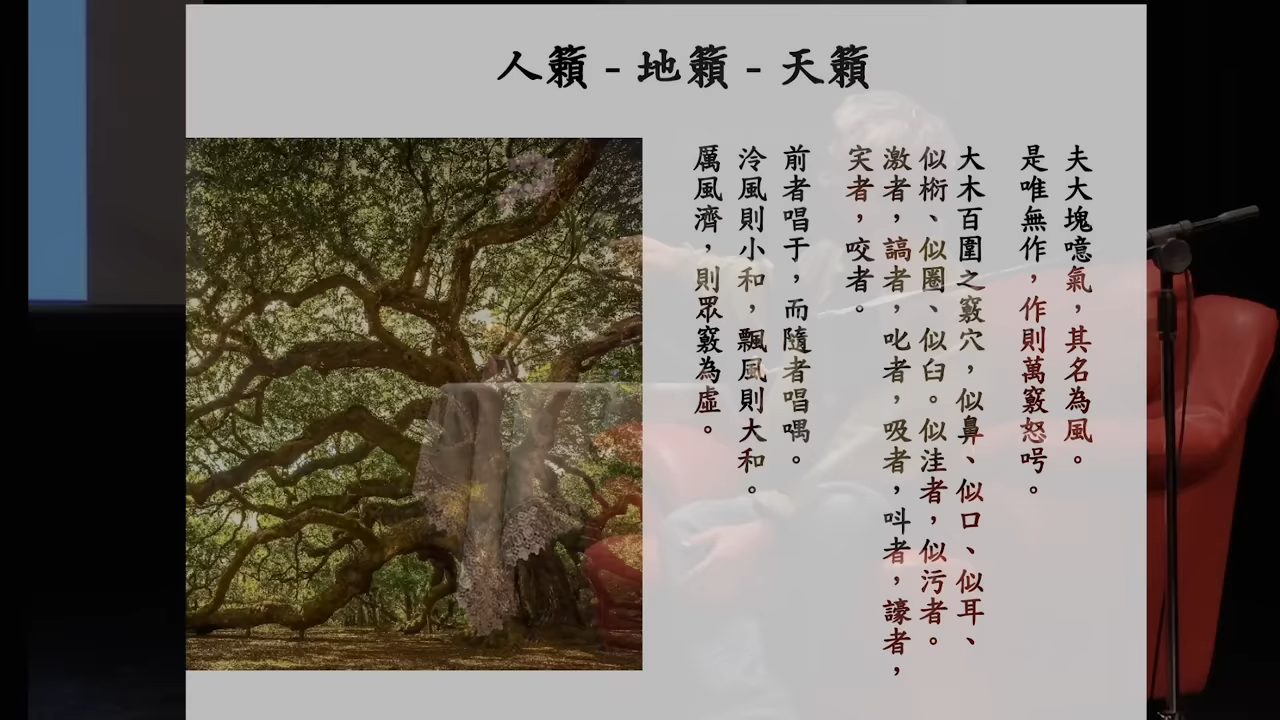 人籟 - 地籟 - 天籟
夫大塊噫氣，其名為風。
是唯無作，作則萬竅怒号。
大木百圍之竅穴，似鼻、似口、似耳、
似枅、似圈、似臼。似洼者，似污者。
激者，謞者，叱者，吸者，叫者，譹者，
宎者，咬者。
前者唱于，而隨者唱喁。
泠風則小和，飄風則大和。
厲風濟，則眾竅為虛。